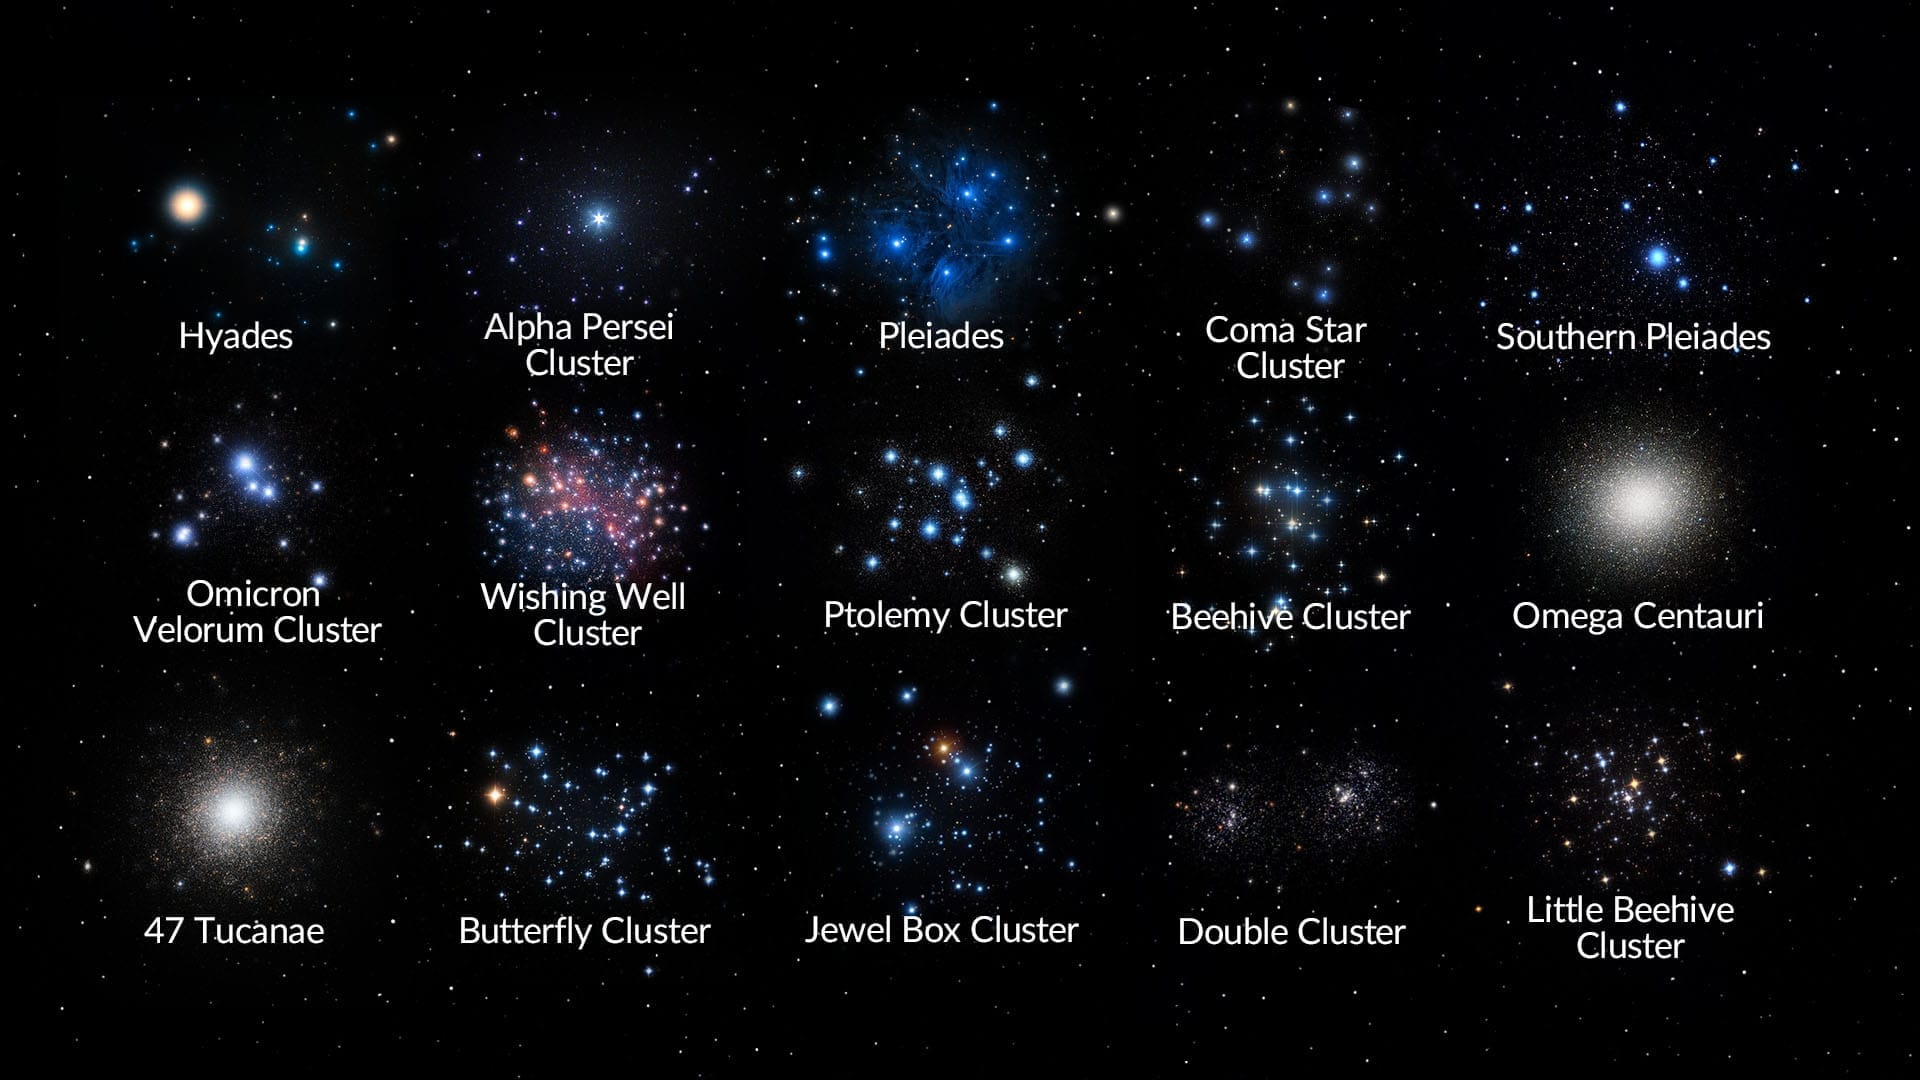 Hyades
Alpha Persei
Cluster
Pleiades
Coma Star
Cluster
Southern Pleiades
Omicron
Velorum Cluster
Wishing Well
Cluster
Ptolemy Cluster
Beehive Cluster
Omega Centauri
47 Tucanae
Butterfly Cluster
Jewel Box Cluster
Double Cluster
Little Beehive
Cluster